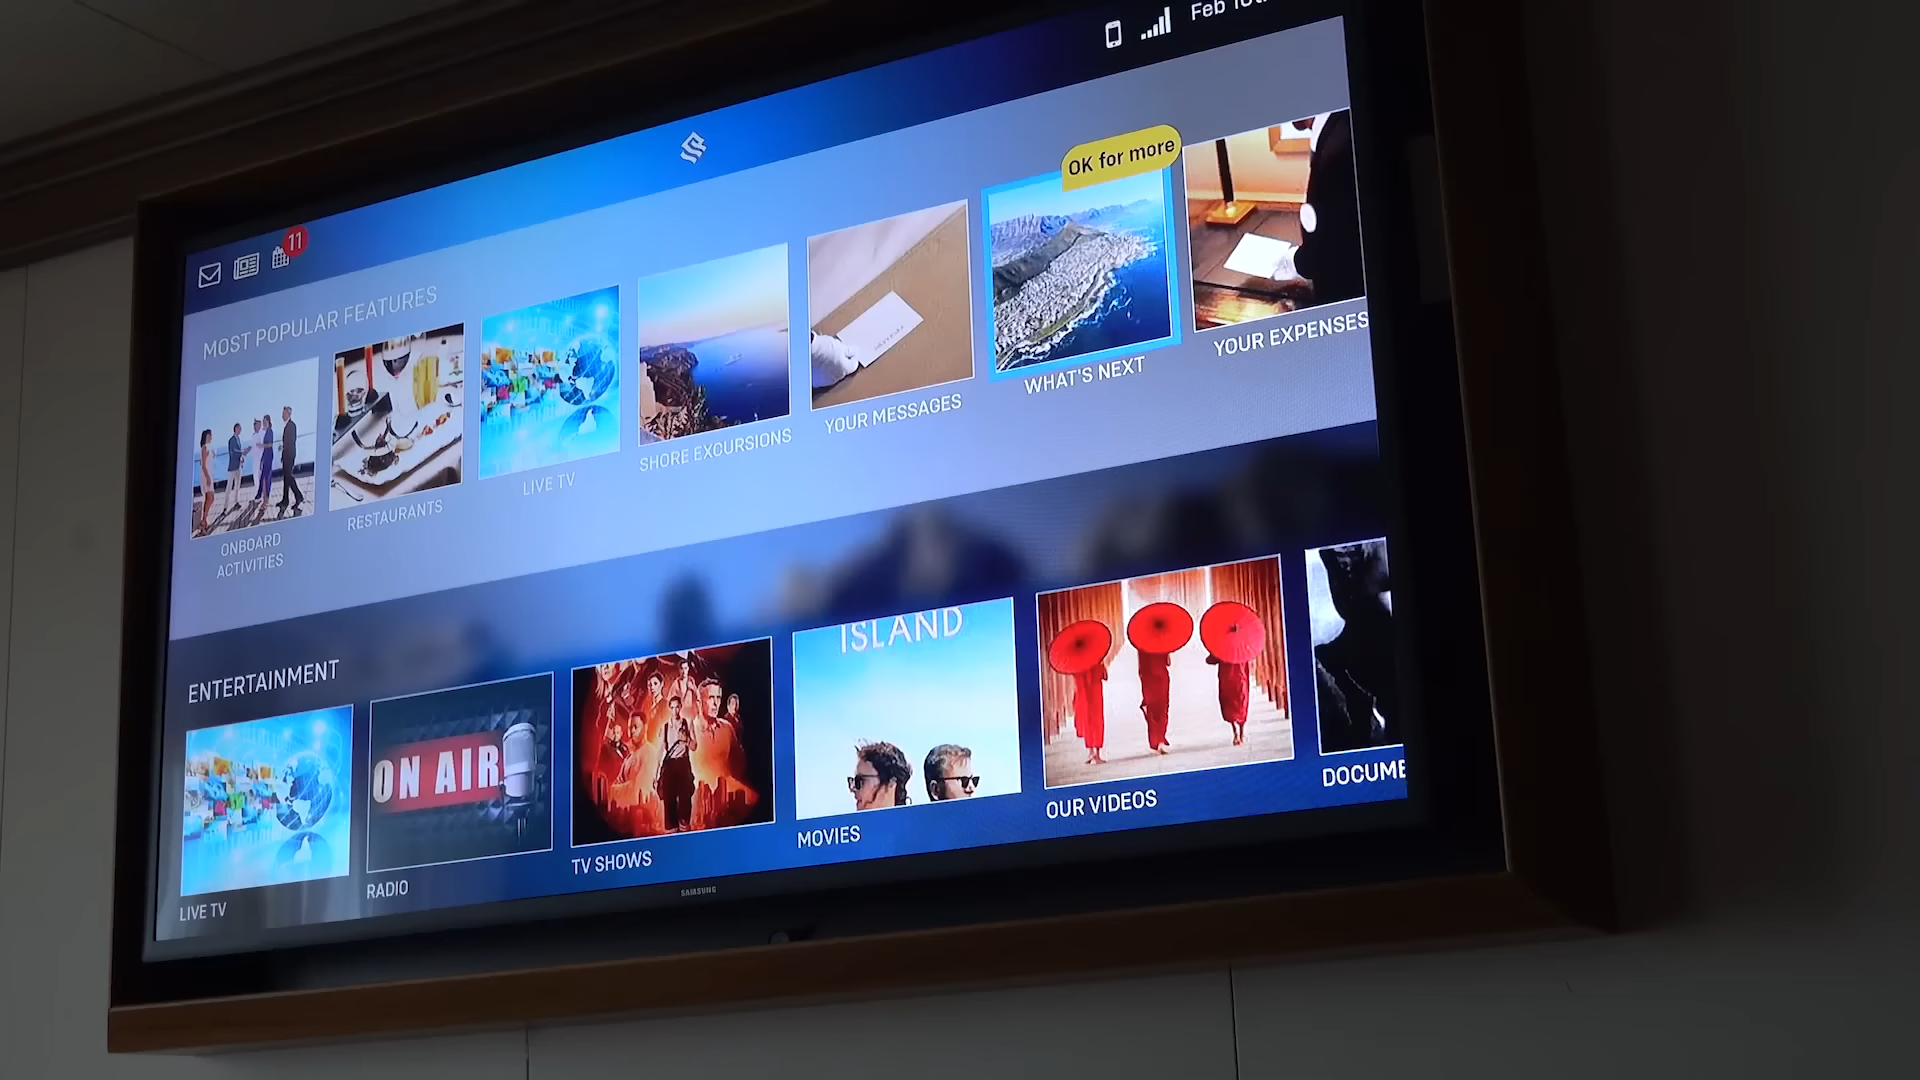 Feb
11
OK for more
MOST POPULAR FEATURES
ONBOARD
ACTIVITIES
RESTAURANTS
LIVE TV
SHORE EXCURSIONS
YOUR MESSAGES
WHAT'S NEXT
YOUR EXPENSES
ENTERTAINMENT
ON AIR
ISLAND
LIVE TV
RADIO
TV SHOWS
MOVIES
OUR VIDEOS
DOCUME
SAMSUNG